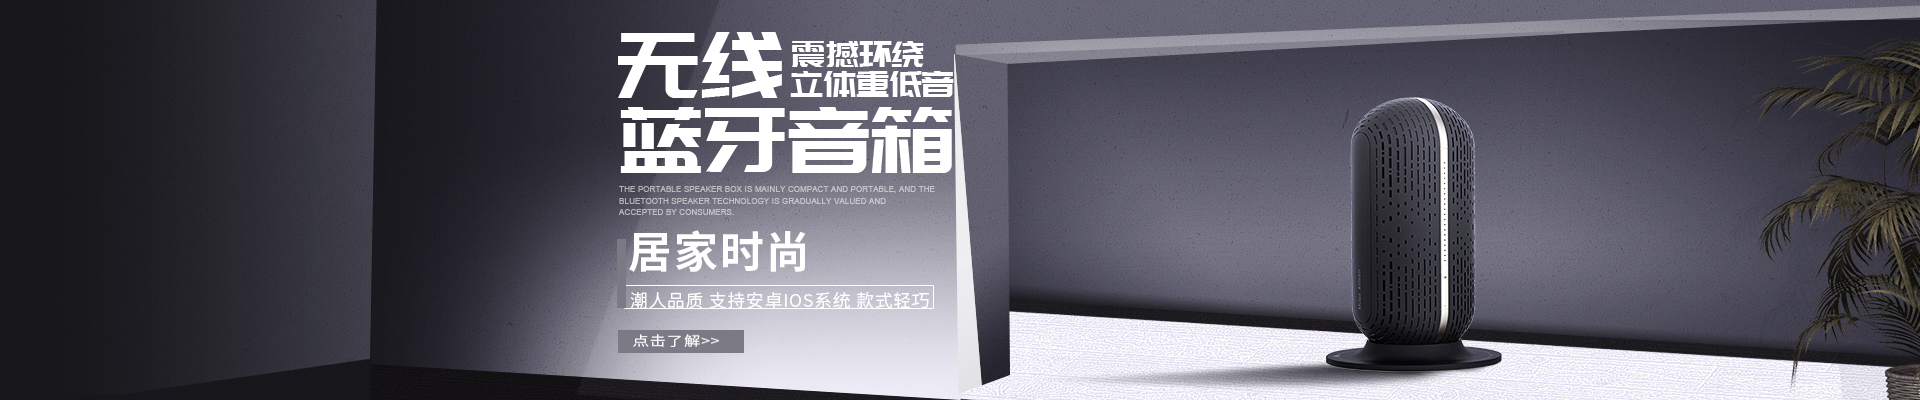 无线
震撼环绕
立体重低音
蓝牙音箱
THE PORTABLE SPEAKER BOX IS MAINLY COMPACT AND PORTABLE, AND THE
BLUETOOTH SPEAKER TECHNOLOGY IS GRADUALLY VALUED AND
ACCEPTED BY CONSUMERS.
居家时尚
潮人品质 支持安卓IOS系统 款式轻巧
点击了解>>